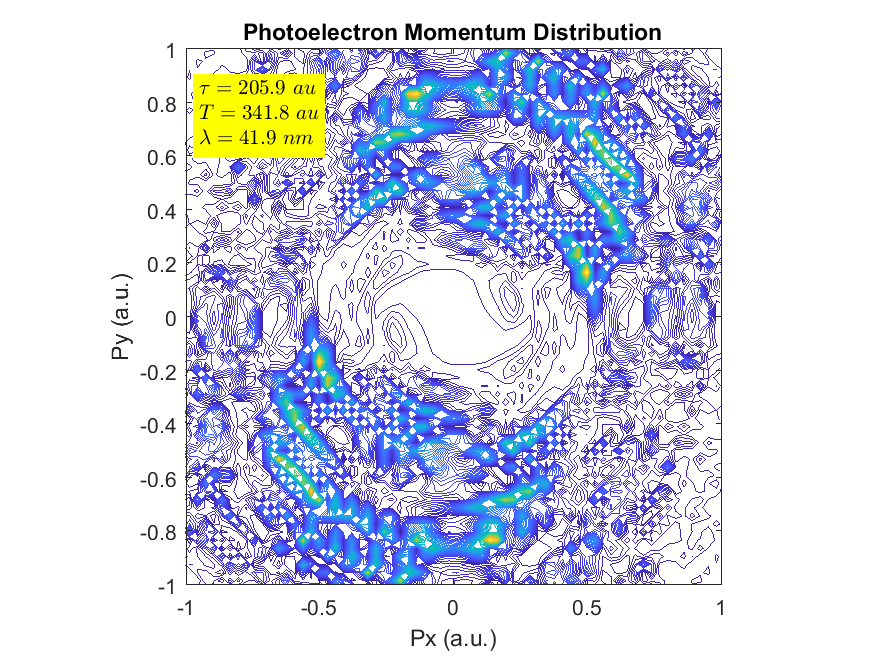 Photoelectron Momentum Distribution
τ = 205.9 au
T = 341.8 au
λ = 41.9 nm
1
0.8
0.6
0.4
0.2
0
-0.2
-0.4
-0.6
-0.8
-1
Py (a.u.)
-1 -0.5 0 0.5 1
Px (a.u.)